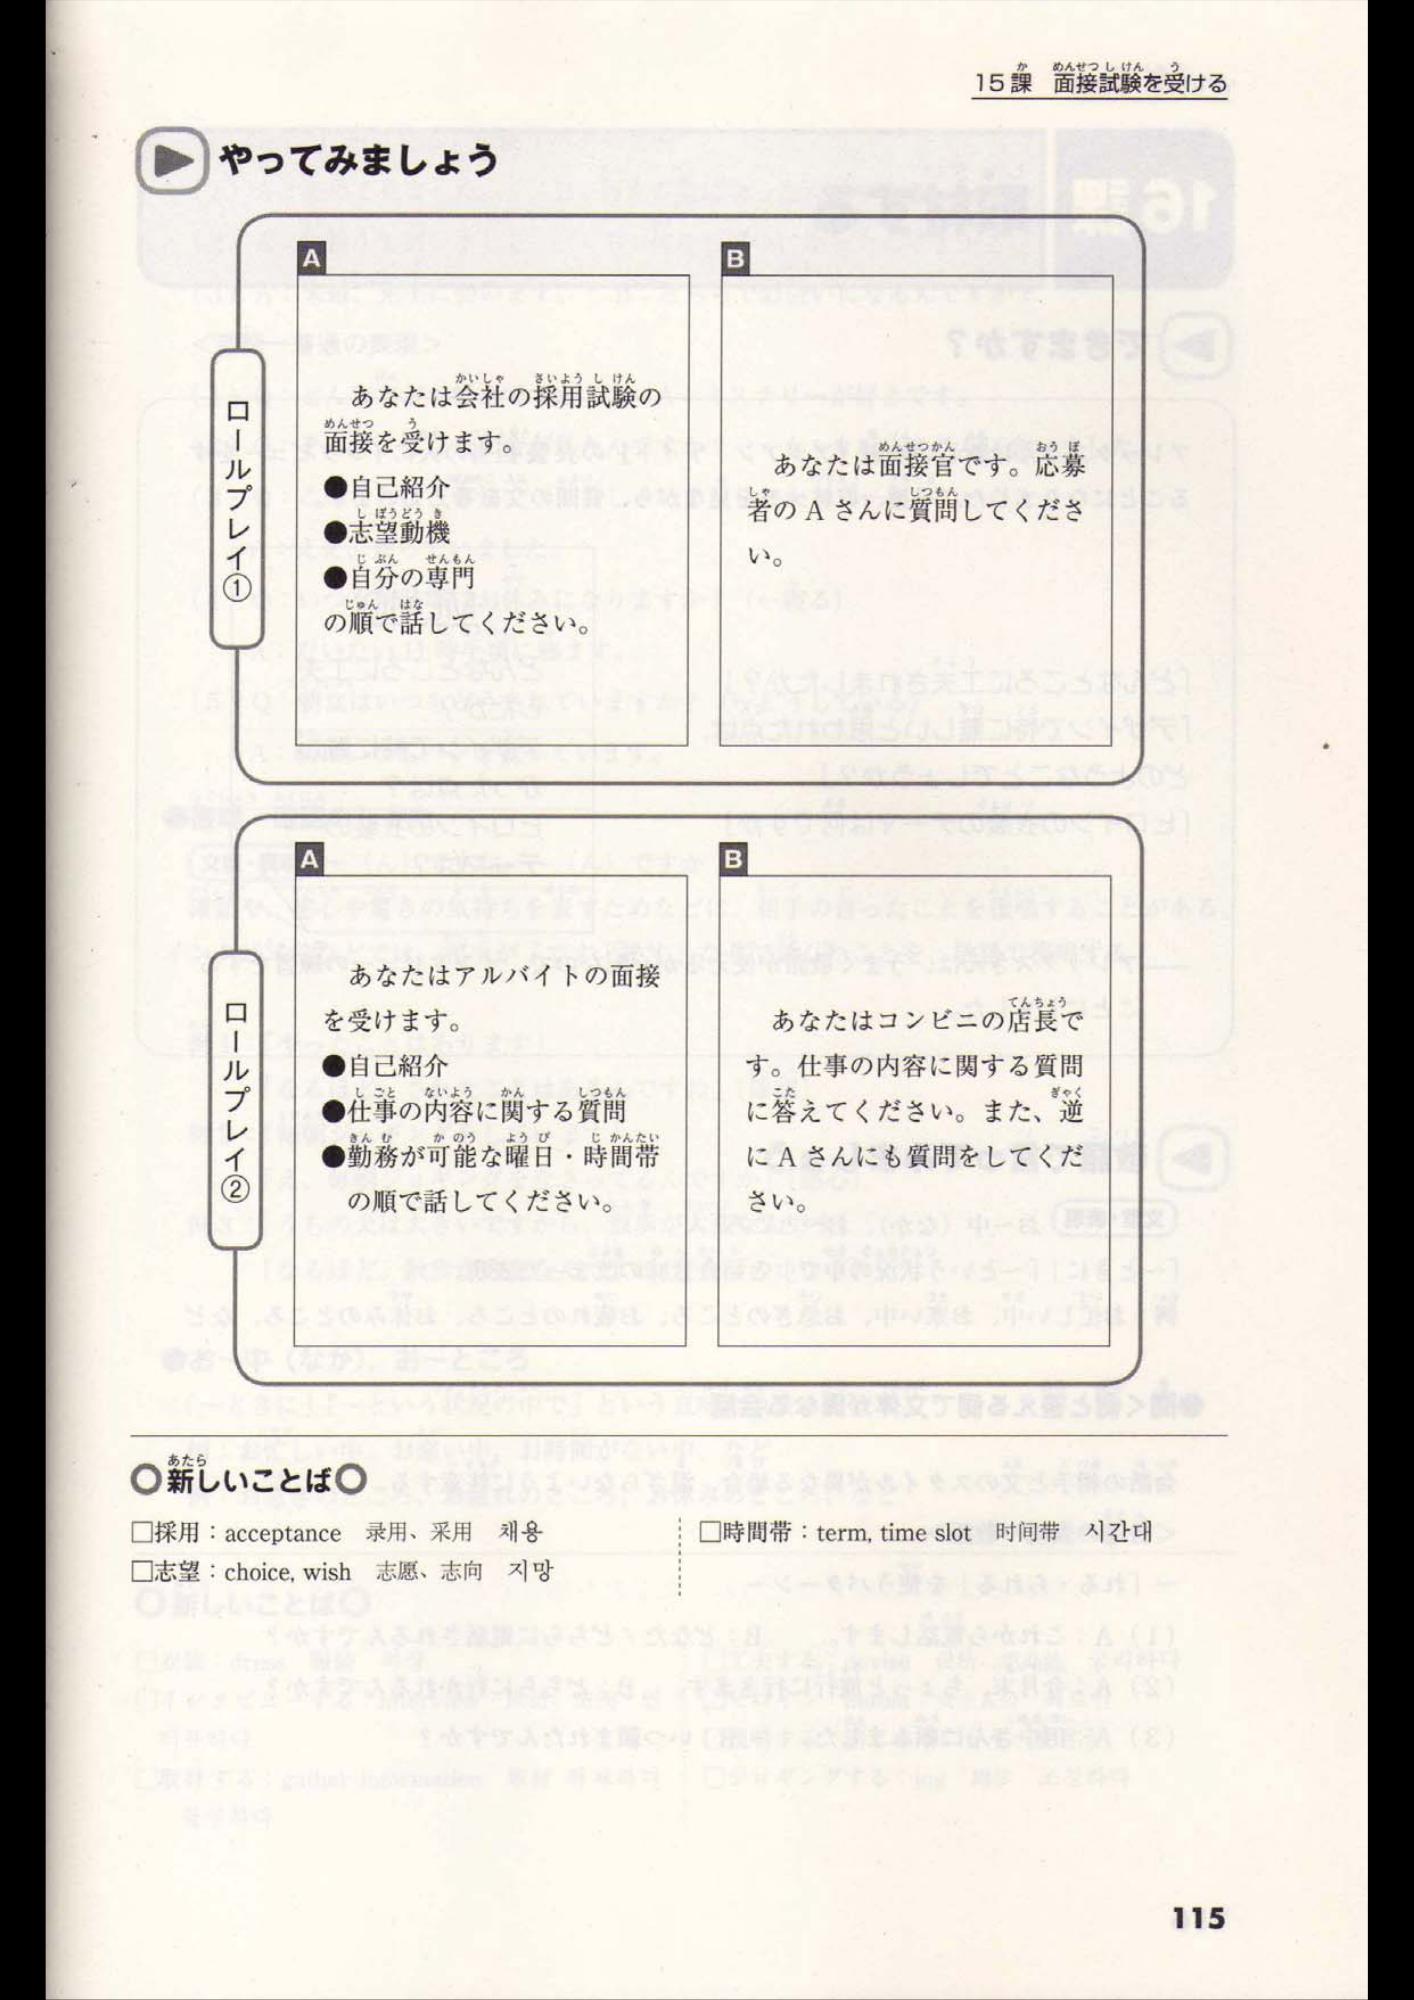 15課 面接試験を受ける
やってみましょう
ロールプレイ①
A
あなたは会社の採用試験の
面接を受けます。
●自己紹介
●志望動機
●自分の専門
の順で話してください。
B
あなたは面接官です。応募
者のAさんに質問してくださ
い。
ロールプレイ②
A
あなたはアルバイトの面接
を受けます。
●自己紹介
●仕事の内容に関する質問
●勤務が可能な曜日・時間帯
の順で話してください。
B
あなたはコンビニの店長で
す。仕事の内容に関する質問
に答えてください。また、逆
にAさんにも質問をしてくだ
さい。
○新しいことば○
□採用：acceptance 录用、采用 채용
□志望：choice, wish 志愿、志向 지망
□時間帯：term, time slot 时间带 시간대
115